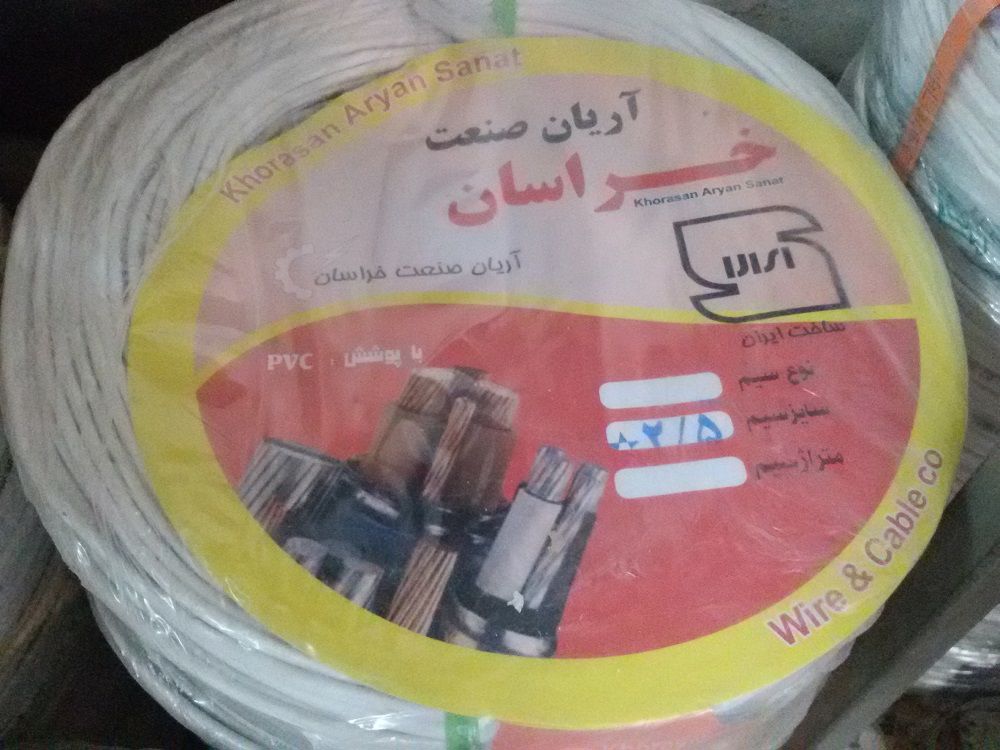 Khorasan Aryan Sanat
آریان صنعت
خراسان
Khorasan Aryan Sanat
آریان صنعت خراسان
ساخت ایران
با پوشش : PVC
نوع سیم
سایز سیم
۲/۵
متراژ سیم
Wire & Cable co